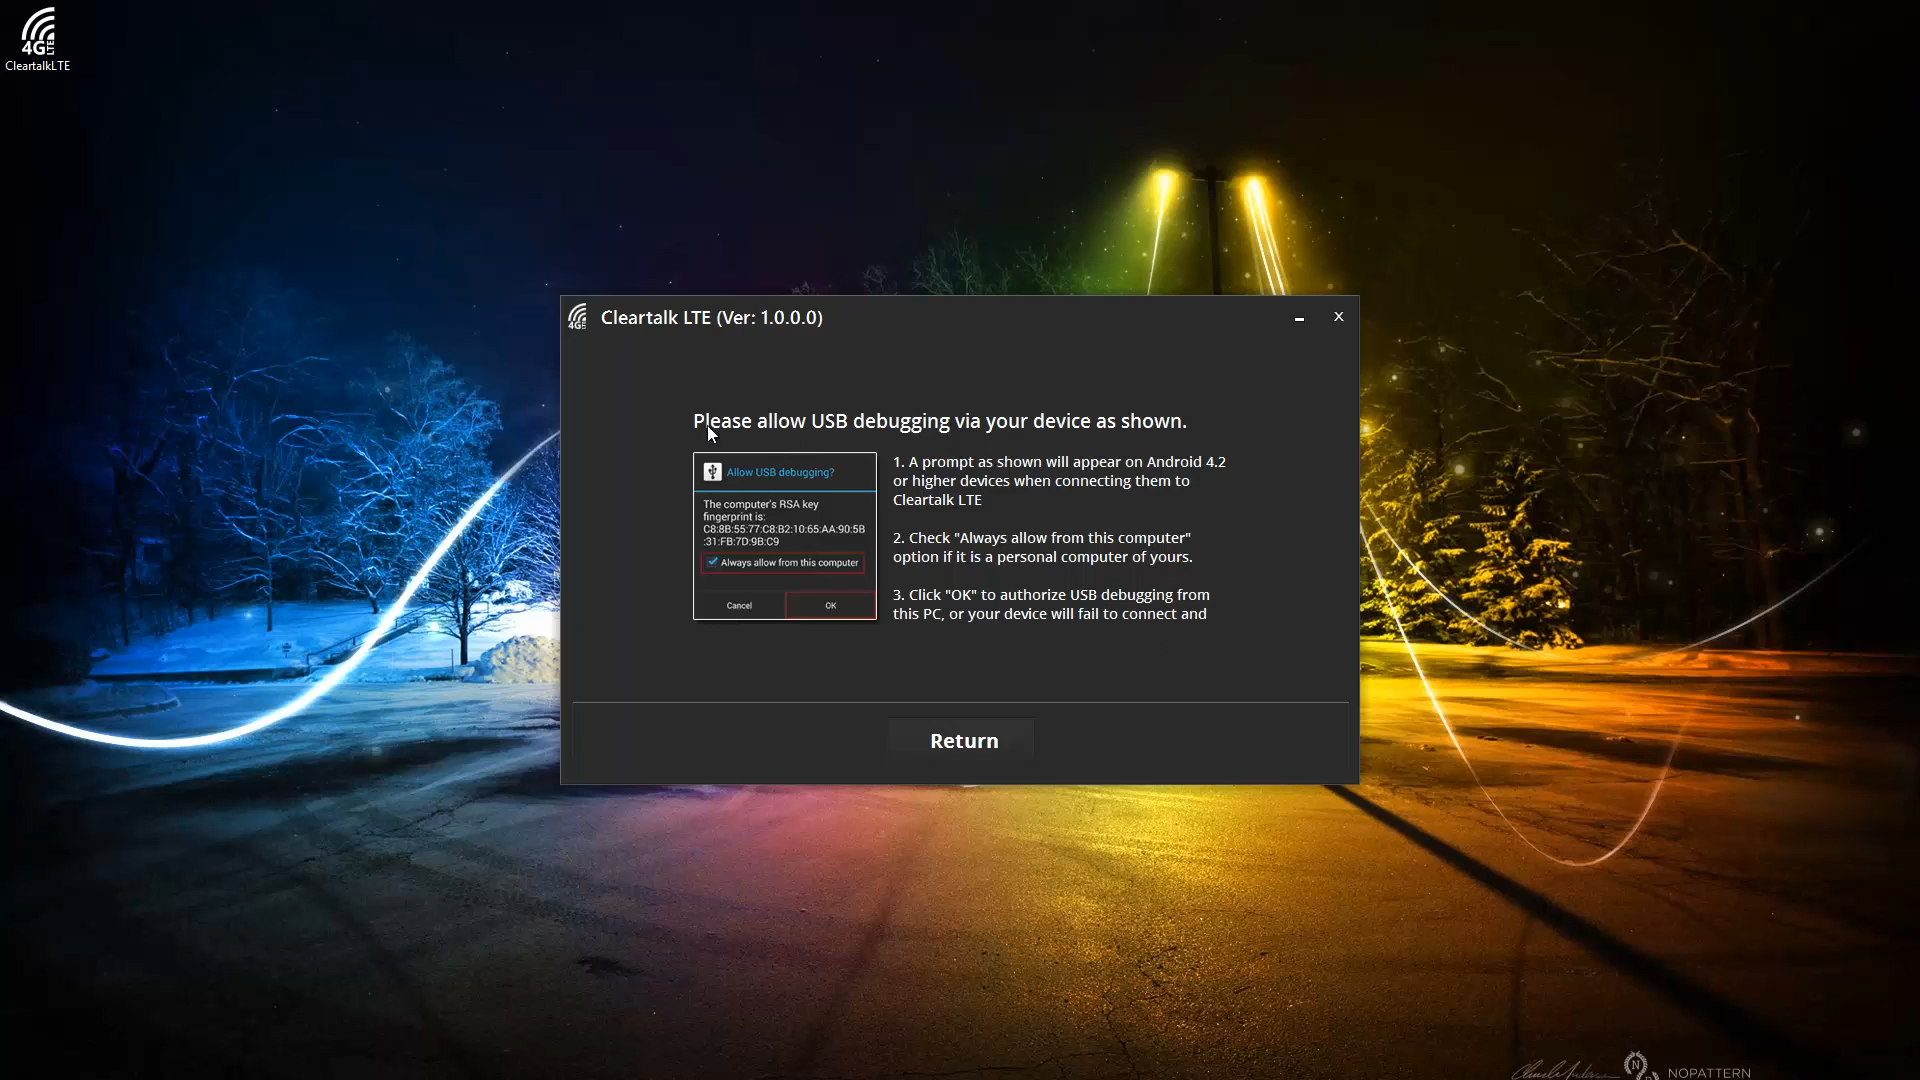 4G LTE
CleartalkLTE
4G LTE
Cleartalk LTE (Ver: 1.0.0.0)
Please allow USB debugging via your device as shown.
Allow USB debugging?
The computer's RSA key
fingerprint is:
C8:8B:55:77:C8:B2:10:65:AA:90:5B
:31:FB:7D:9B:C9
Always allow from this computer
Cancel
OK
1. A prompt as shown will appear on Android 4.2
or higher devices when connecting them to
Cleartalk LTE
2. Check "Always allow from this computer"
option if it is a personal computer of yours.
3. Click "OK" to authorize USB debugging from
this PC, or your device will fail to connect and
Return
NOPATTERN